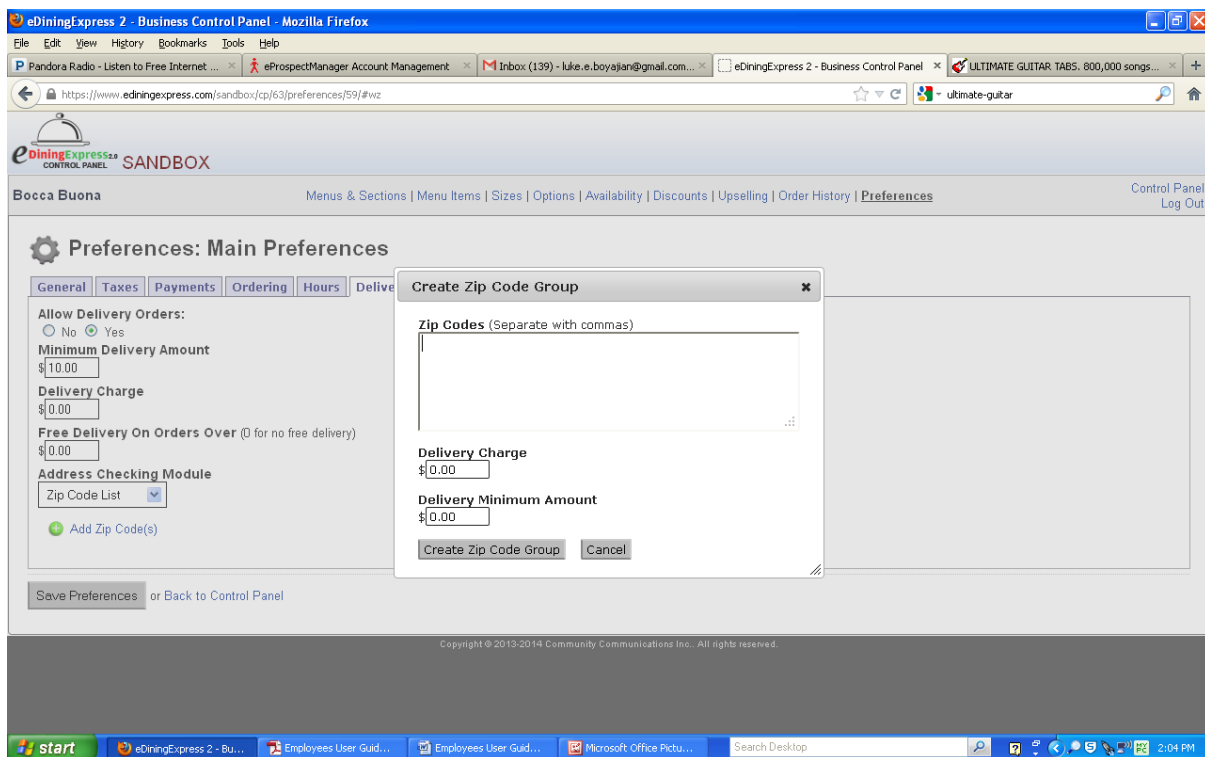 eDiningExpress 2 - Business Control Panel - Mozilla Firefox
File Edit View History Bookmarks Tools Help
Pandora Radio - Listen to Free Internet ... eProspectManager Account Management Inbox (139) - luke.e.boyajian@gmail.com... eDiningExpress 2 - Business Control Panel ULTIMATE GUITAR TABS. 800,000 songs...
https://www.ediningexpress.com/sandbox/cp/63/preferences/59/#wz ultimate-guitar
eDiningExpress 2.0
CONTROL PANEL SANDBOX
Bocca Buona Menus & Sections | Menu Items | Sizes | Options | Availability | Discounts | Upselling | Order History | Preferences Control Panel
Log Out
Preferences: Main Preferences
General Taxes Payments Ordering Hours Delive
Create Zip Code Group
Allow Delivery Orders:
No Yes
Minimum Delivery Amount
$ 10.00
Delivery Charge
$ 0.00
Free Delivery On Orders Over (0 for no free delivery)
$ 0.00
Address Checking Module
Zip Code List
Add Zip Code(s)
Zip Codes (Separate with commas)
Delivery Charge
$ 0.00
Delivery Minimum Amount
$ 0.00
Create Zip Code Group Cancel
Save Preferences or Back to Control Panel
Copyright © 2013-2014 Community Communications Inc.. All rights reserved.
start eDiningExpress 2 - Bu... Employees User Guid... Employees User Guid... Microsoft Office Pictu... Search Desktop 2:04 PM